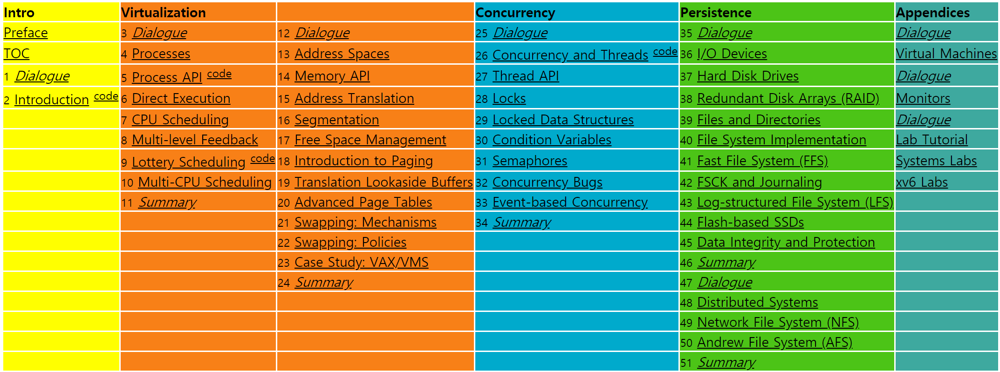 Intro Virtualization Concurrency Persistence Appendices
Preface 3 Dialogue 12 Dialogue 25 Dialogue 35 Dialogue Dialogue
TOC 4 Processes 13 Address Spaces 26 Concurrency and Threads code 36 I/O Devices Virtual Machines
1 Dialogue 5 Process API code 14 Memory API 27 Thread API 37 Hard Disk Drives Dialogue
2 Introduction code 6 Direct Execution 15 Address Translation 28 Locks 38 Redundant Disk Arrays (RAID) Monitors
7 CPU Scheduling 16 Segmentation 29 Locked Data Structures 39 Files and Directories Dialogue
8 Multi-level Feedback 17 Free Space Management 30 Condition Variables 40 File System Implementation Lab Tutorial
9 Lottery Scheduling code 18 Introduction to Paging 31 Semaphores 41 Fast File System (FFS) Systems Labs
10 Multi-CPU Scheduling 19 Translation Lookaside Buffers 32 Concurrency Bugs 42 FSCK and Journaling xv6 Labs
11 Summary 20 Advanced Page Tables 33 Event-based Concurrency 43 Log-structured File System (LFS)
21 Swapping: Mechanisms 34 Summary 44 Flash-based SSDs
22 Swapping: Policies 45 Data Integrity and Protection
23 Case Study: VAX/VMS 46 Summary
24 Summary 47 Dialogue
48 Distributed Systems
49 Network File System (NFS)
50 Andrew File System (AFS)
51 Summary